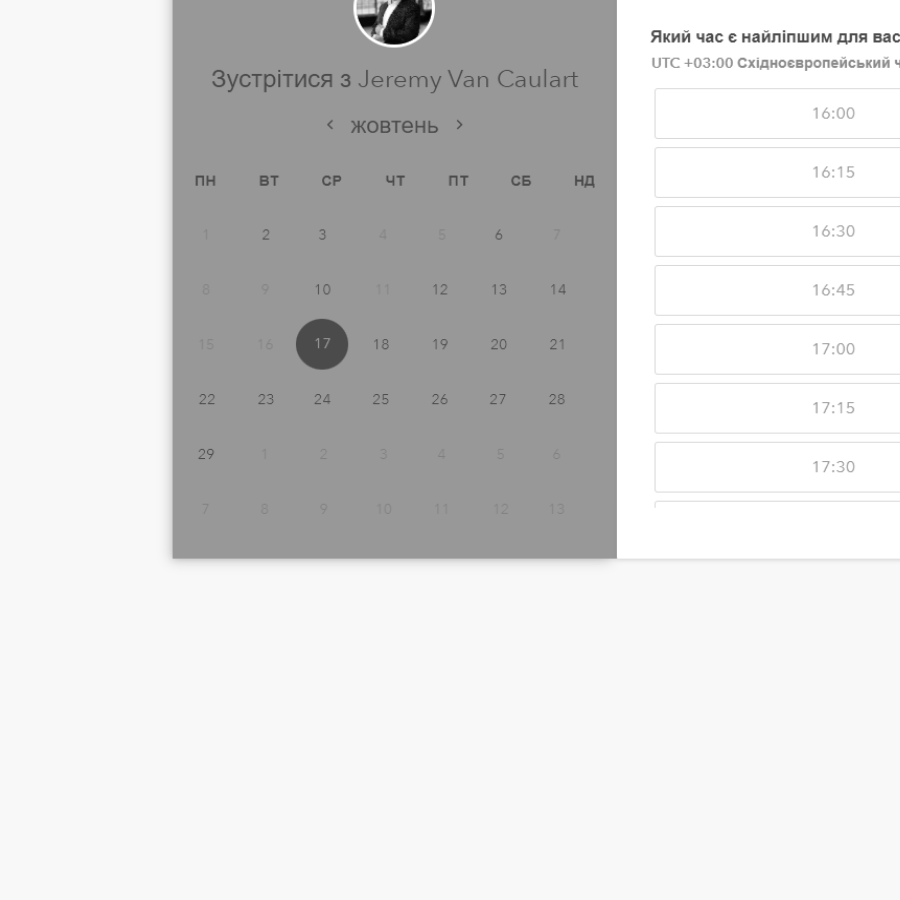 Зустрітися з Jeremy Van Caulart
жовтень
ПН ВТ СР ЧТ ПТ СБ НД
1 2 3 4 5 6 7
8 9 10 11 12 13 14
15 16 17 18 19 20 21
22 23 24 25 26 27 28
29 1 2 3 4 5 6
7 8 9 10 11 12 13
Який час є найліпшим для вас
UTC +03:00 Східноєвропейський ч
16:00
16:15
16:30
16:45
17:00
17:15
17:30